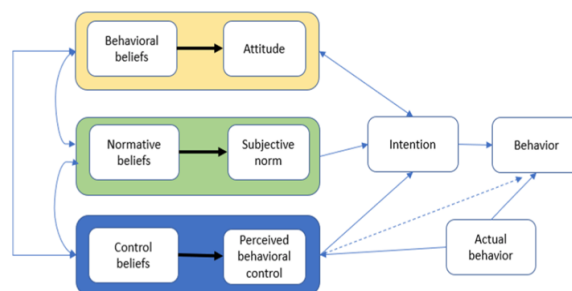 Behavioral
beliefs
Attitude
Normative
beliefs
Subjective
norm
Intention
Behavior
Control
beliefs
Perceived
behavioral
control
Actual
behavior